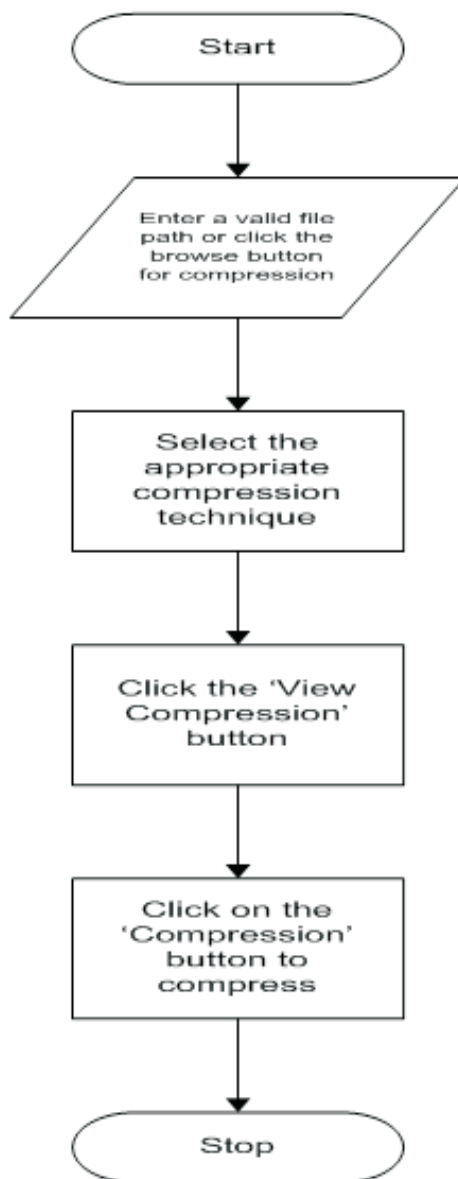 Start
Enter a valid file
path or click the
browse button
for compression
Select the
appropriate
compression
technique
Click the ‘View
Compression’
button
Click on the
‘Compression’
button to
compress
Stop